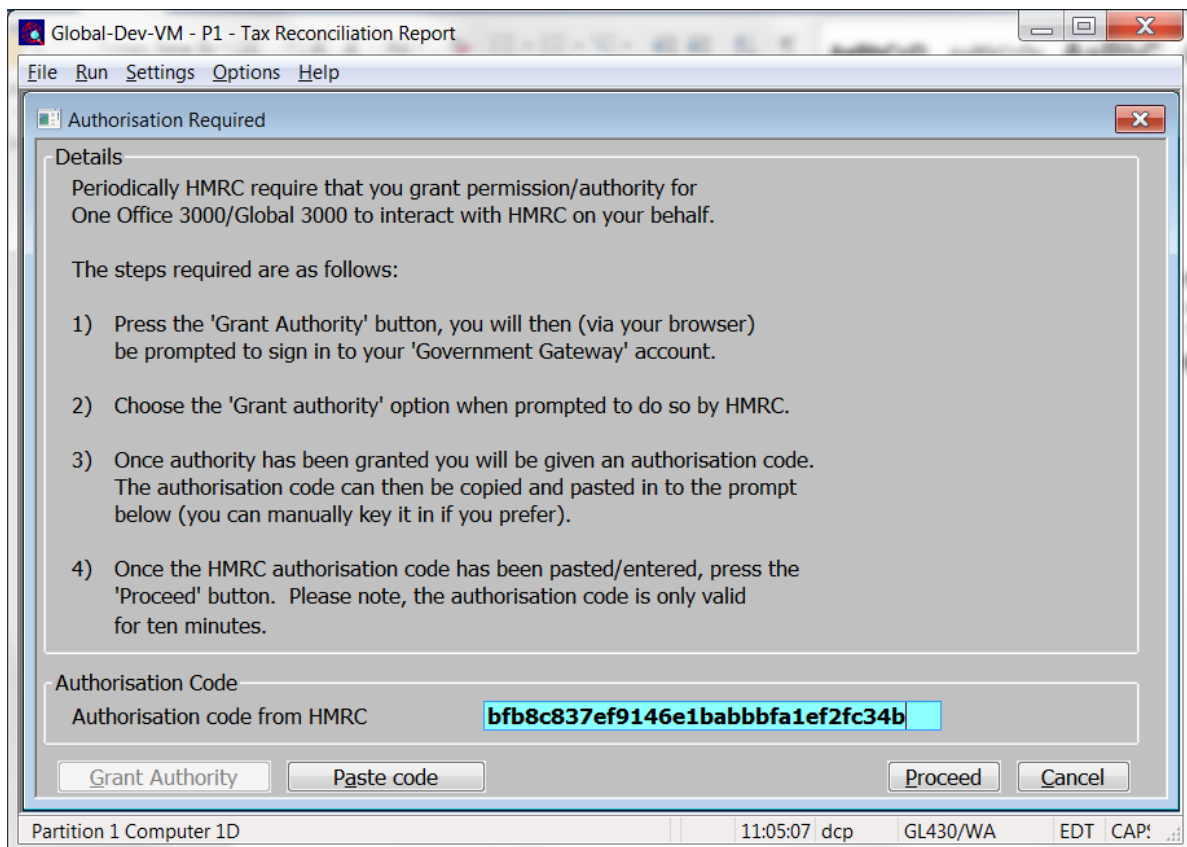 Global-Dev-VM - P1 - Tax Reconciliation Report
File Run Settings Options Help
Authorisation Required
Details
Periodically HMRC require that you grant permission/authority for
One Office 3000/Global 3000 to interact with HMRC on your behalf.
The steps required are as follows:
1) Press the 'Grant Authority' button, you will then (via your browser)
be prompted to sign in to your 'Government Gateway' account.
2) Choose the 'Grant authority' option when prompted to do so by HMRC.
3) Once authority has been granted you will be given an authorisation code.
The authorisation code can then be copied and pasted in to the prompt
below (you can manually key it in if you prefer).
4) Once the HMRC authorisation code has been pasted/entered, press the
'Proceed' button. Please note, the authorisation code is only valid
for ten minutes.
Authorisation Code
Authorisation code from HMRC bfb8c837ef9146e1babbbfa1ef2fc34b
Grant Authority Paste code Proceed Cancel
Partition 1 Computer 1D 11:05:07 dcp GL430/WA EDT CAP